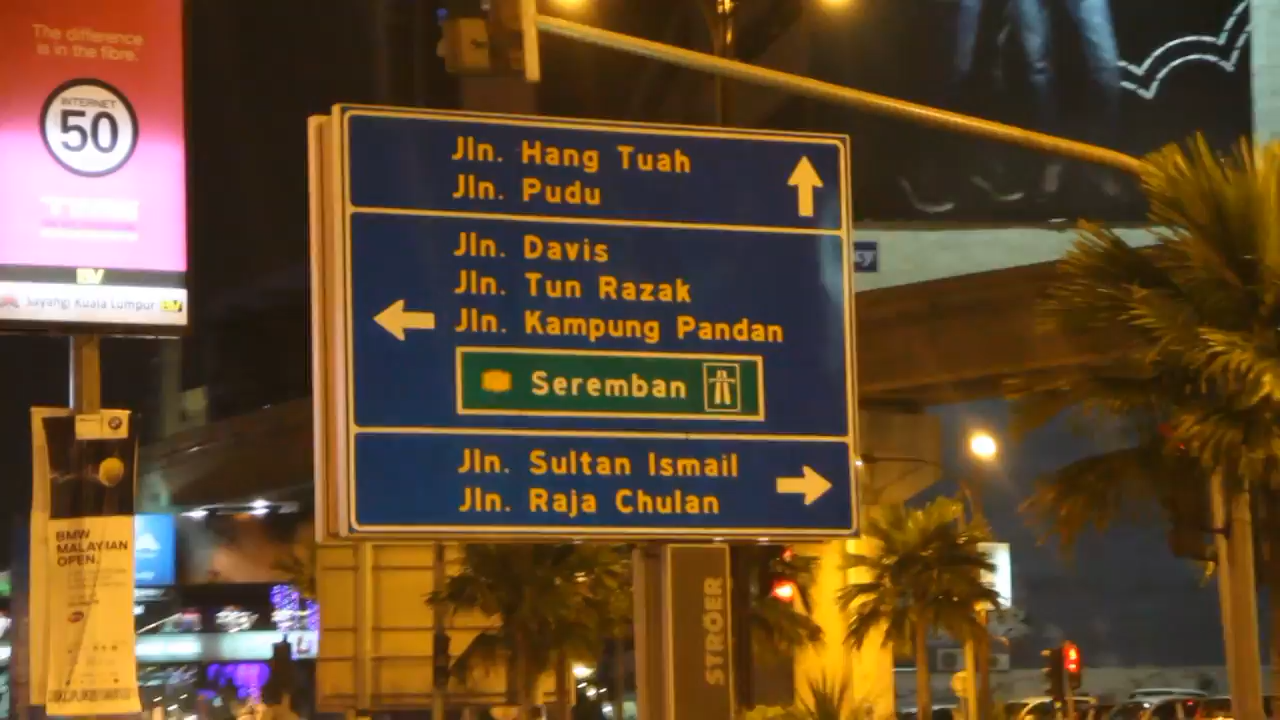 The difference
is in the fibre.
INTERNET
50
Sayangi Kuala Lumpur
Jln. Hang Tuah
Jln. Pudu
Jln. Davis
Jln. Tun Razak
Jln. Kampung Pandan
Seremban
Jln. Sultan Ismail
Jln. Raja Chulan
BMW
MALAYSIAN
OPEN.
STRÖER